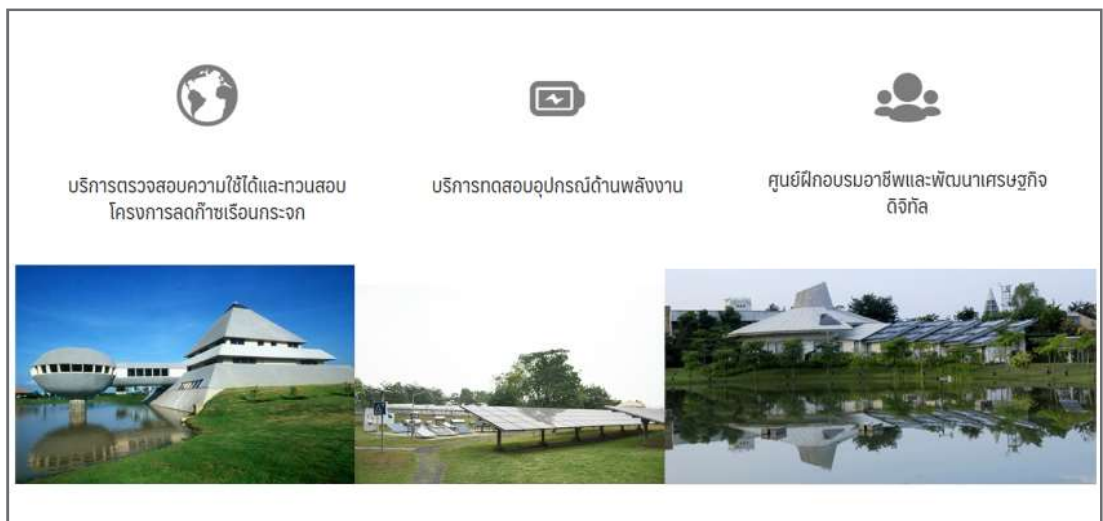 บริการตรวจสอบความใช้ได้และทวนสอบ
โครงการลดก๊าซเรือนกระจก
บริการทดสอบอุปกรณ์ด้านพลังงาน
ศูนย์ฝึกอบรมอาชีพและพัฒนาเศรษฐกิจ
ดิจิทัล